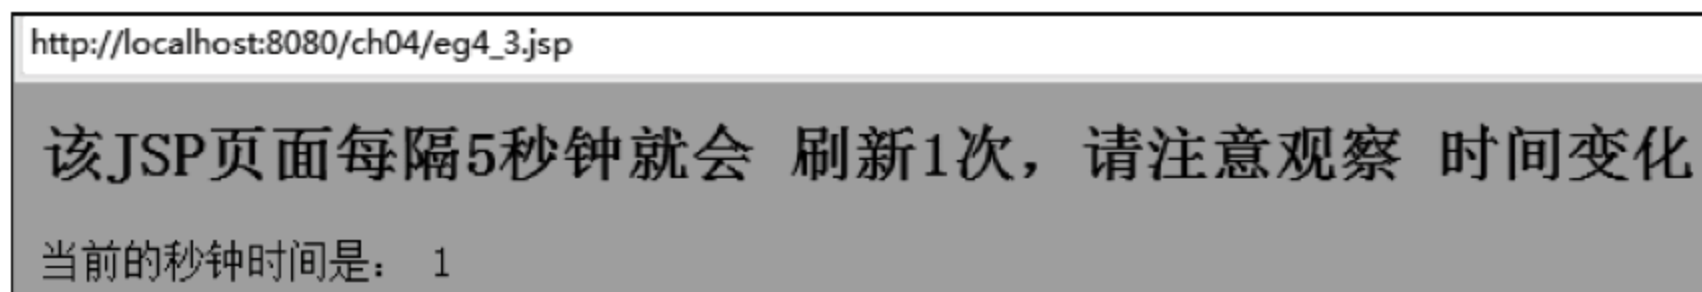 http://localhost:8080/ch04/eg4_3.jsp
该JSP页面每隔5秒钟就会 刷新1次，请注意观察 时间变化
当前的秒钟时间是： 1